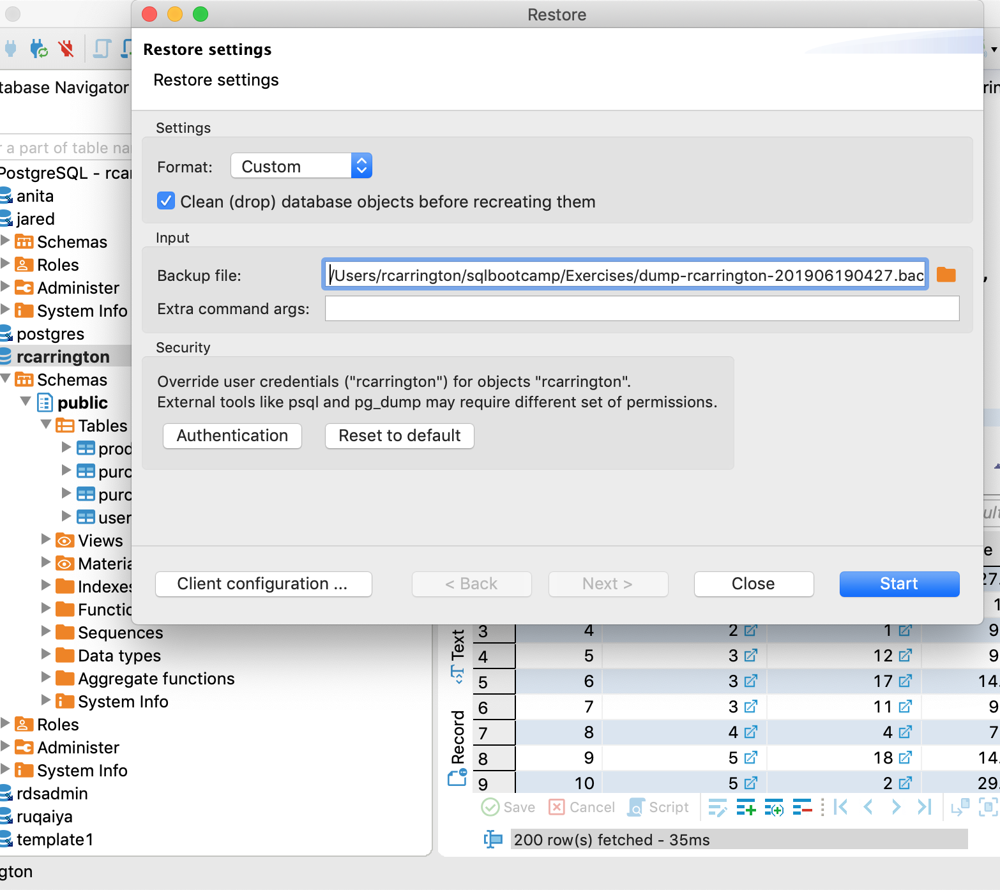 Restore
Restore settings
Restore settings
Settings
Format: Custom
Clean (drop) database objects before recreating them
Input
Backup file: /Users/rcarrington/sqlbootcamp/Exercises/dump-rcarrington-201906190427.bac
Extra command args:
Security
Override user credentials ("rcarrington") for objects "rcarrington".
External tools like psql and pg_dump may require different set of permissions.
Authentication Reset to default
Client configuration ... < Back Next > Close Start
tabase Navigator
a part of table na
PostgreSQL - rcar
anita
jared
Schemas
Roles
Administer
System Info
postgres
rcarrington
Schemas
public
Tables
prod
purc
purc
user
Views
Materia
Indexes
Functio
Sequences
Data types
Aggregate functions
System Info
Roles
Administer
System Info
rdsadmin
ruqaiya
template1
gton
rin
ult
e
27.
1
Text
Record
3 4 2 1 9
4 5 3 12 9
5 6 3 17 14.
6 7 3 11 9
7 8 4 4 7
8 9 5 18 14.
9 10 5 2 29.
Save Cancel Script
200 row(s) fetched - 35ms